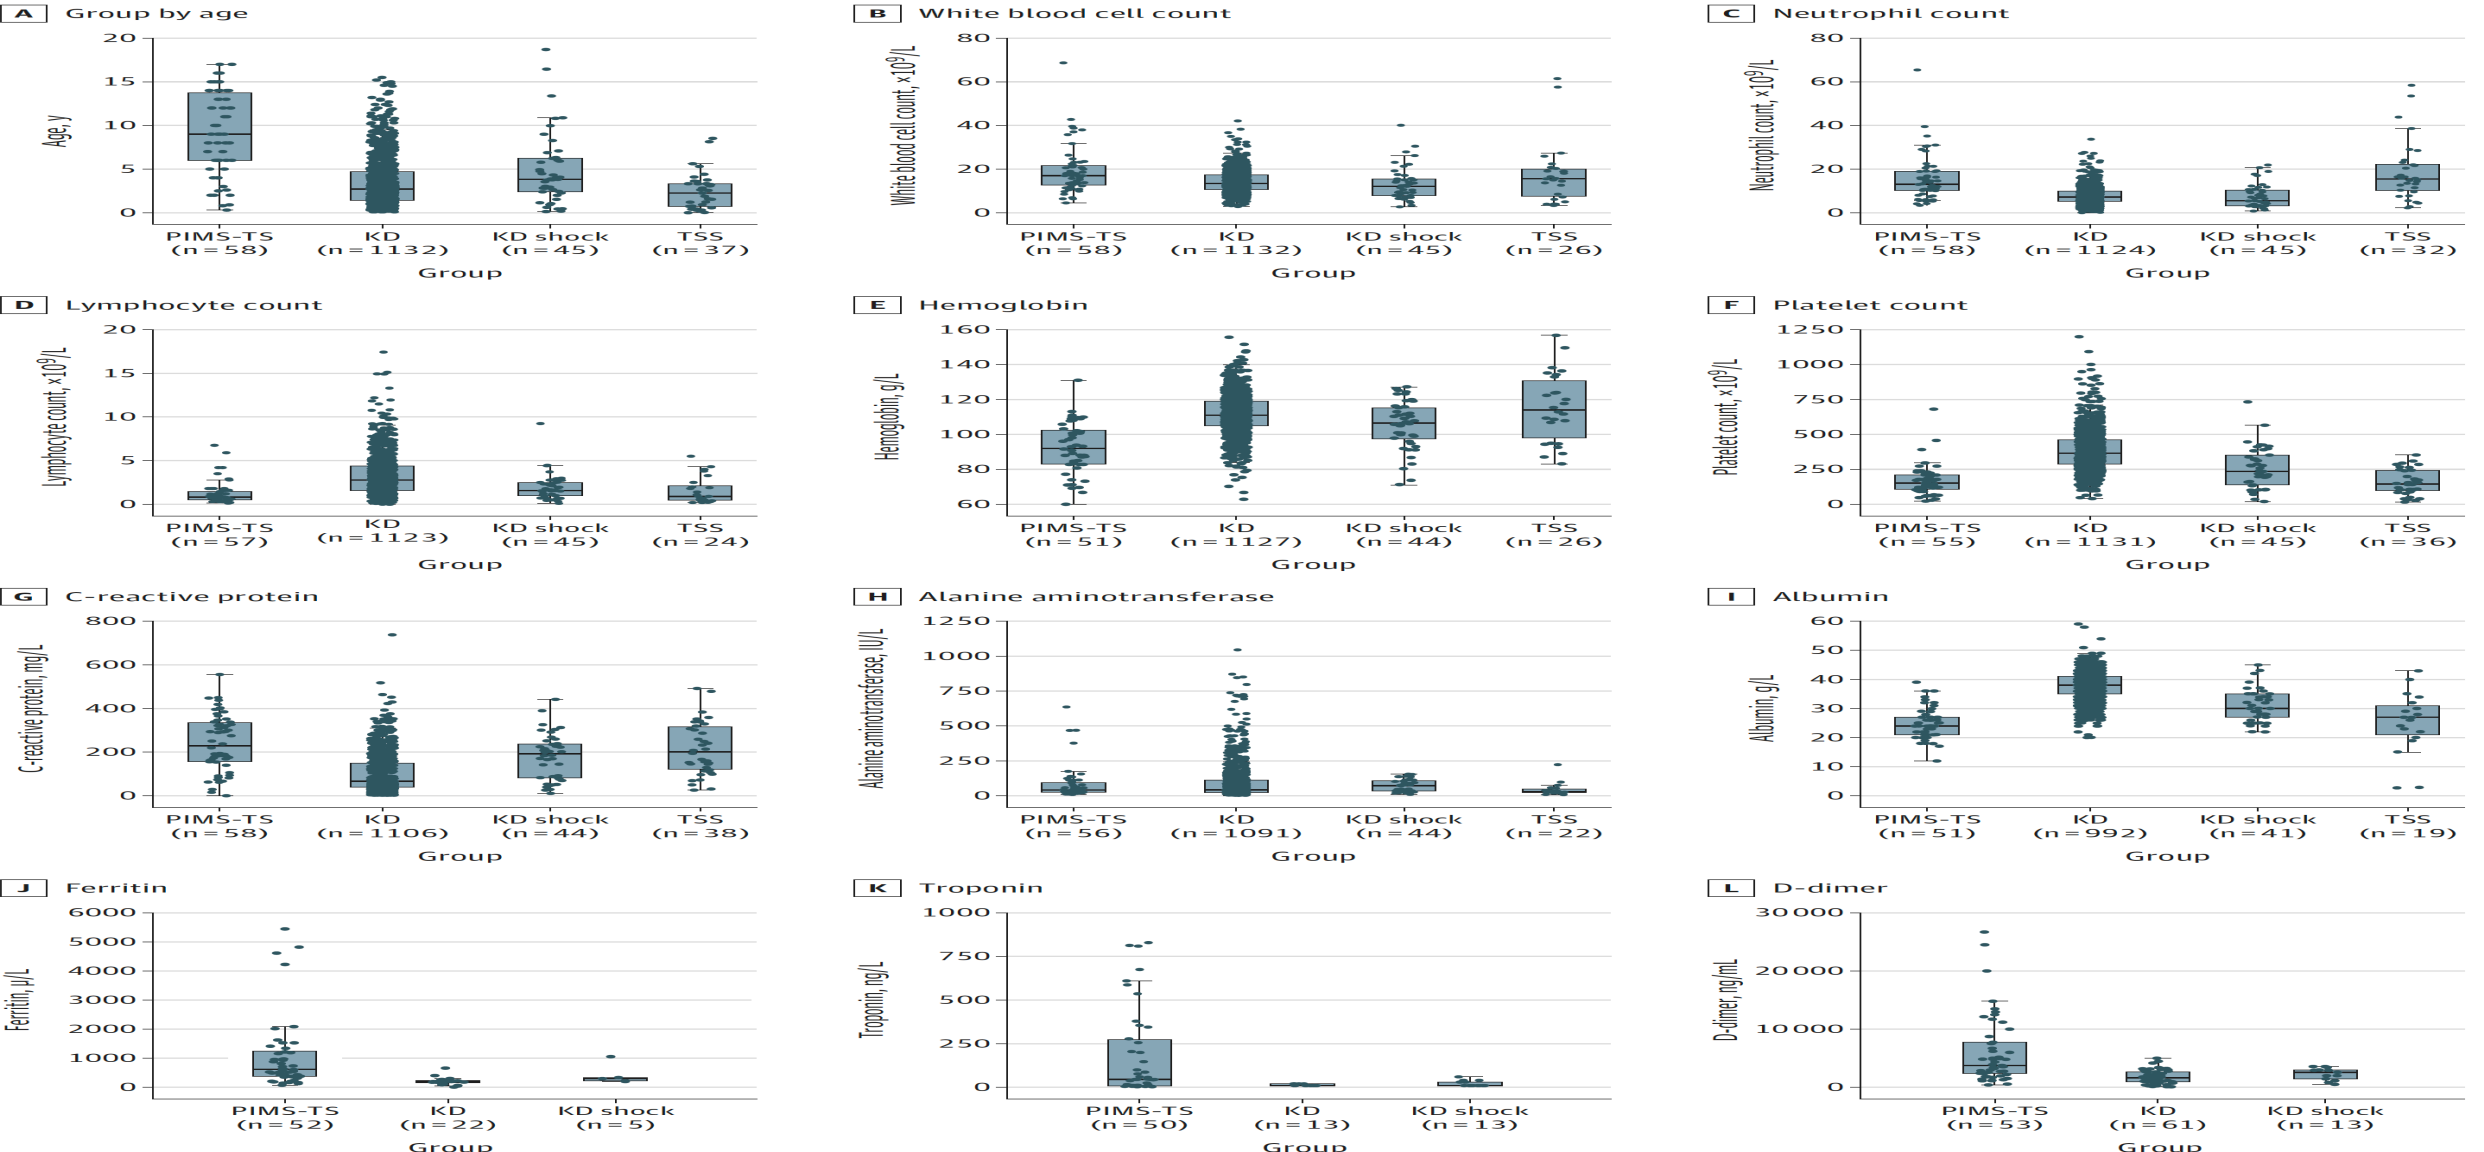 A Group by age
Age, y
20
15
10
5
0
PIMS-TS KD KD shock TSS
(n=58) (n=1132) (n=45) (n=37)
Group
B White blood cell count
White blood cell count, ×10⁹/L
80
60
40
20
0
PIMS-TS KD KD shock TSS
(n=58) (n=1132) (n=45) (n=26)
Group
C Neutrophil count
Neutrophil count, ×10⁹/L
80
60
40
20
0
PIMS-TS KD KD shock TSS
(n=58) (n=1124) (n=45) (n=32)
Group
D Lymphocyte count
Lymphocyte count, ×10⁹/L
20
15
10
5
0
PIMS-TS KD KD shock TSS
(n=57) (n=1123) (n=45) (n=24)
Group
E Hemoglobin
Hemoglobin, g/L
160
140
120
100
80
60
PIMS-TS KD KD shock TSS
(n=51) (n=1127) (n=44) (n=26)
Group
F Platelet count
Platelet count, ×10⁹/L
1250
1000
750
500
250
0
PIMS-TS KD KD shock TSS
(n=55) (n=1131) (n=45) (n=36)
Group
G C-reactive protein
C-reactive protein, mg/L
800
600
400
200
0
PIMS-TS KD KD shock TSS
(n=58) (n=1106) (n=44) (n=38)
Group
H Alanine aminotransferase
Alanine aminotransferase, IU/L
1250
1000
750
500
250
0
PIMS-TS KD KD shock TSS
(n=56) (n=1091) (n=44) (n=22)
Group
I Albumin
Albumin, g/L
60
50
40
30
20
10
0
PIMS-TS KD KD shock TSS
(n=51) (n=992) (n=41) (n=19)
Group
J Ferritin
Ferritin, μ/L
6000
5000
4000
3000
2000
1000
0
PIMS-TS KD KD shock
(n=52) (n=22) (n=5)
Group
K Troponin
Troponin, ng/L
1000
750
500
250
0
PIMS-TS KD KD shock
(n=50) (n=13) (n=13)
Group
L D-dimer
D-dimer, ng/mL
30 000
20 000
10 000
0
PIMS-TS KD KD shock
(n=53) (n=61) (n=13)
Group